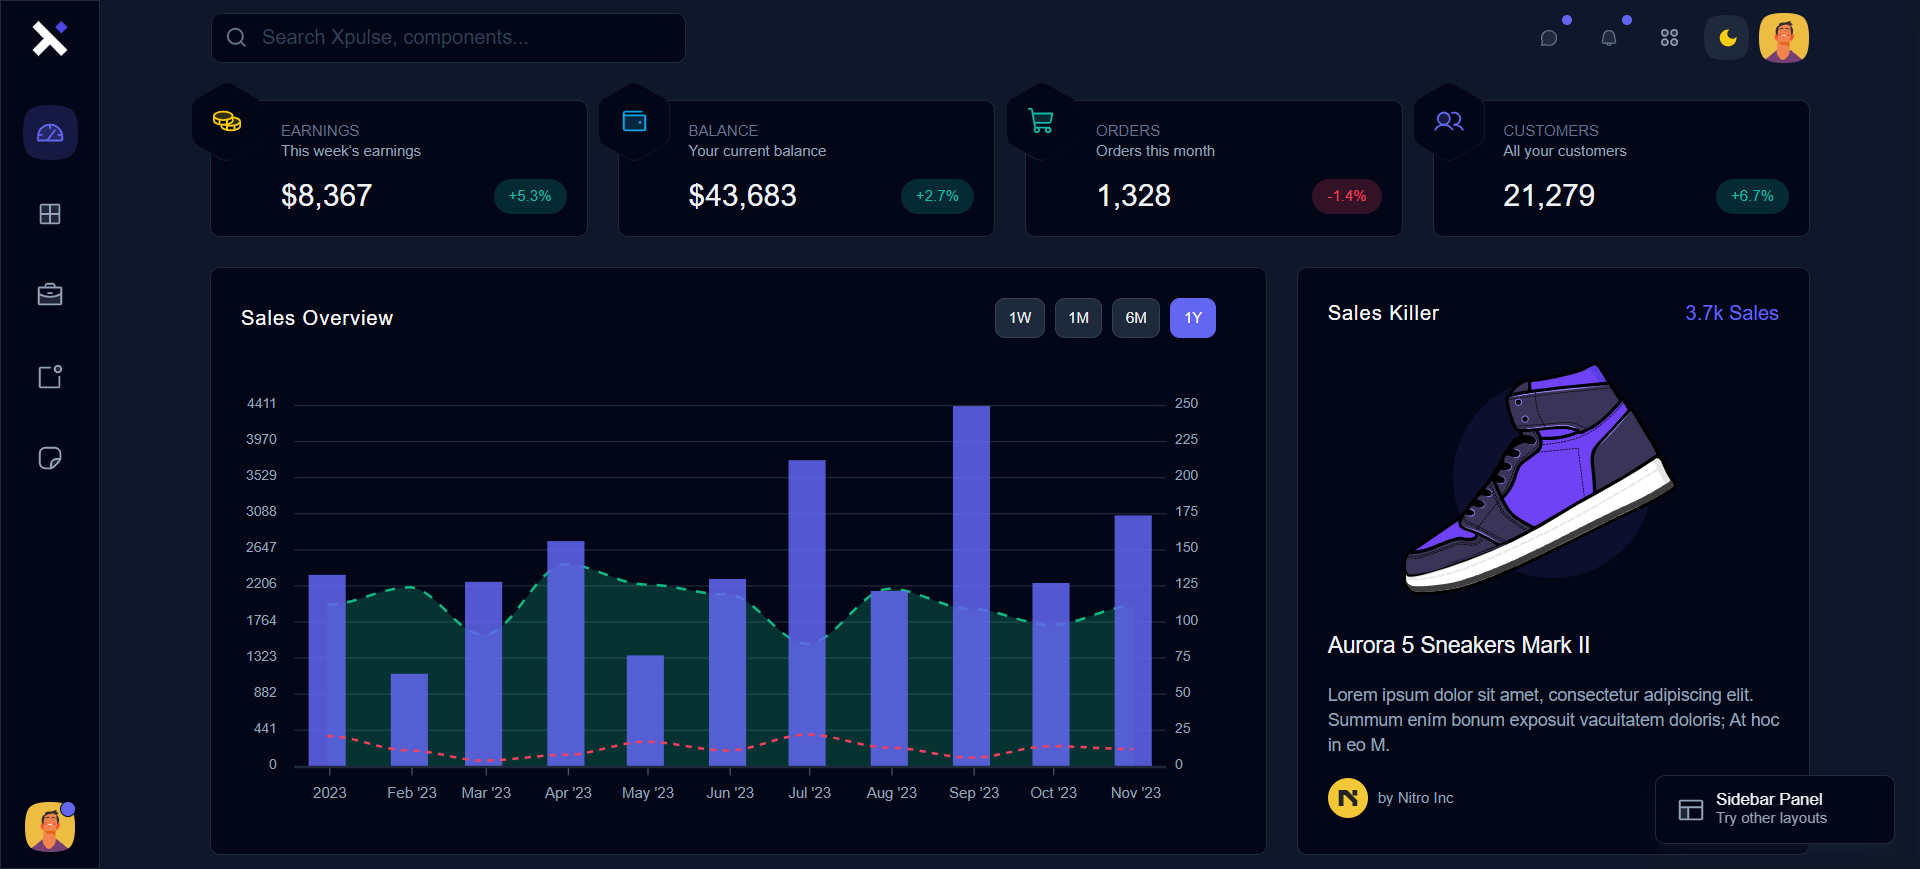 Search Xpulse, components...
EARNINGS
This week's earnings
$8,367
+5.3%
BALANCE
Your current balance
$43,683
+2.7%
ORDERS
Orders this month
1,328
-1.4%
CUSTOMERS
All your customers
21,279
+6.7%
Sales Overview
1W 1M 6M 1Y
4411 250
3970 225
3529 200
3088 175
2647 150
2206 125
1764 100
1323 75
882 50
441 25
0 0
2023 Feb '23 Mar '23 Apr '23 May '23 Jun '23 Jul '23 Aug '23 Sep '23 Oct '23 Nov '23
Sales Killer
3.7k Sales
Aurora 5 Sneakers Mark II
Lorem ipsum dolor sit amet, consectetur adipiscing elit.
Summumením bonum exposuit vacuitatem doloris; At hoc
in eo M.
by Nitro Inc
Sidebar Panel
Try other layouts